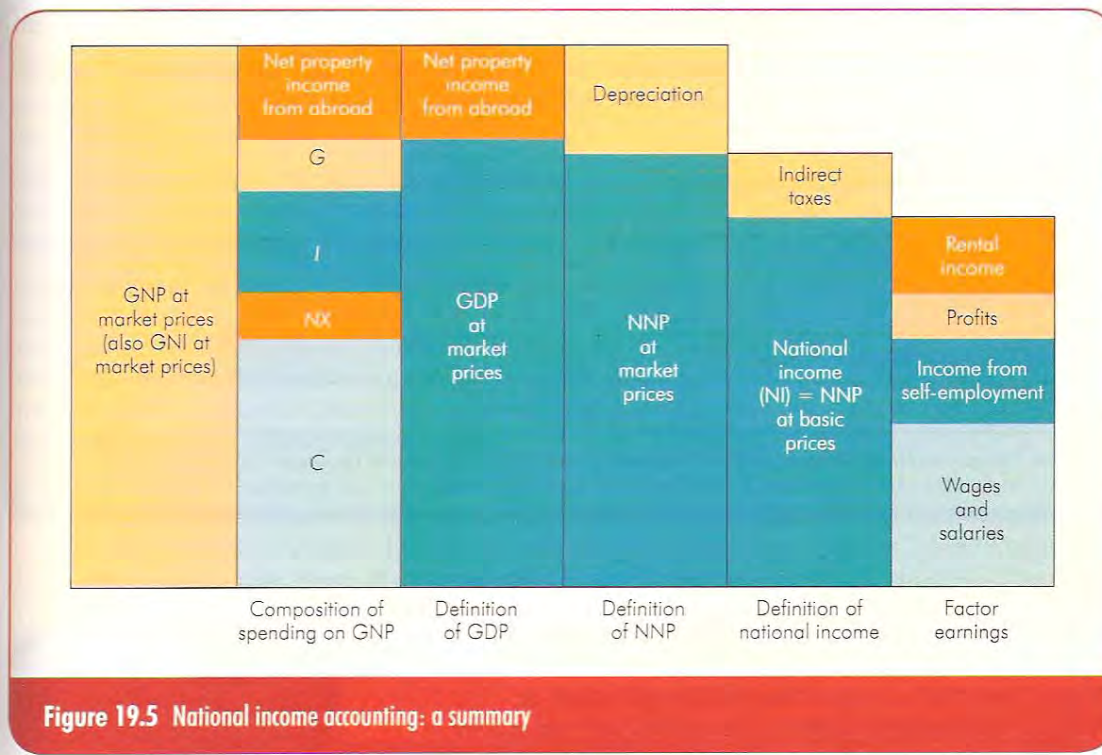 GNP at
market prices
(also GNI at
market prices)
Net property
income
from abroad
G
I
NX
C
Composition of
spending on GNP
Net property
income
from abroad
GDP
at
market
prices
Definition
of GDP
Depreciation
NNP
at
market
prices
Definition
of NNP
Indirect
taxes
National
income
(NI) = NNP
at basic
prices
Definition of
national income
Rental
income
Profits
Income from
self-employment
Wages
and
salaries
Factor
earnings
Figure 19.5 National income accounting: a summary